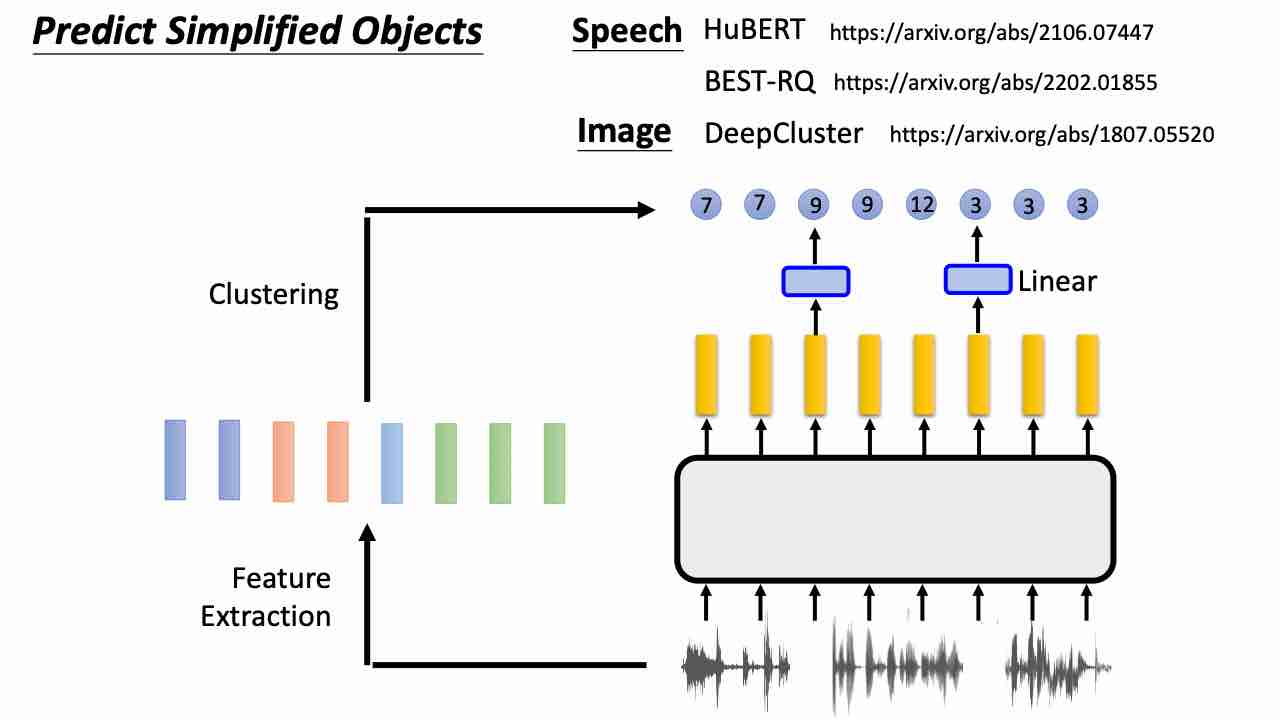 Predict Simplified Objects
Speech HuBERT https://arxiv.org/abs/2106.07447
BEST-RQ https://arxiv.org/abs/2202.01855
Image DeepCluster https://arxiv.org/abs/1807.05520
7 7 9 9 12 3 3 3
Linear
Clustering
Feature
Extraction